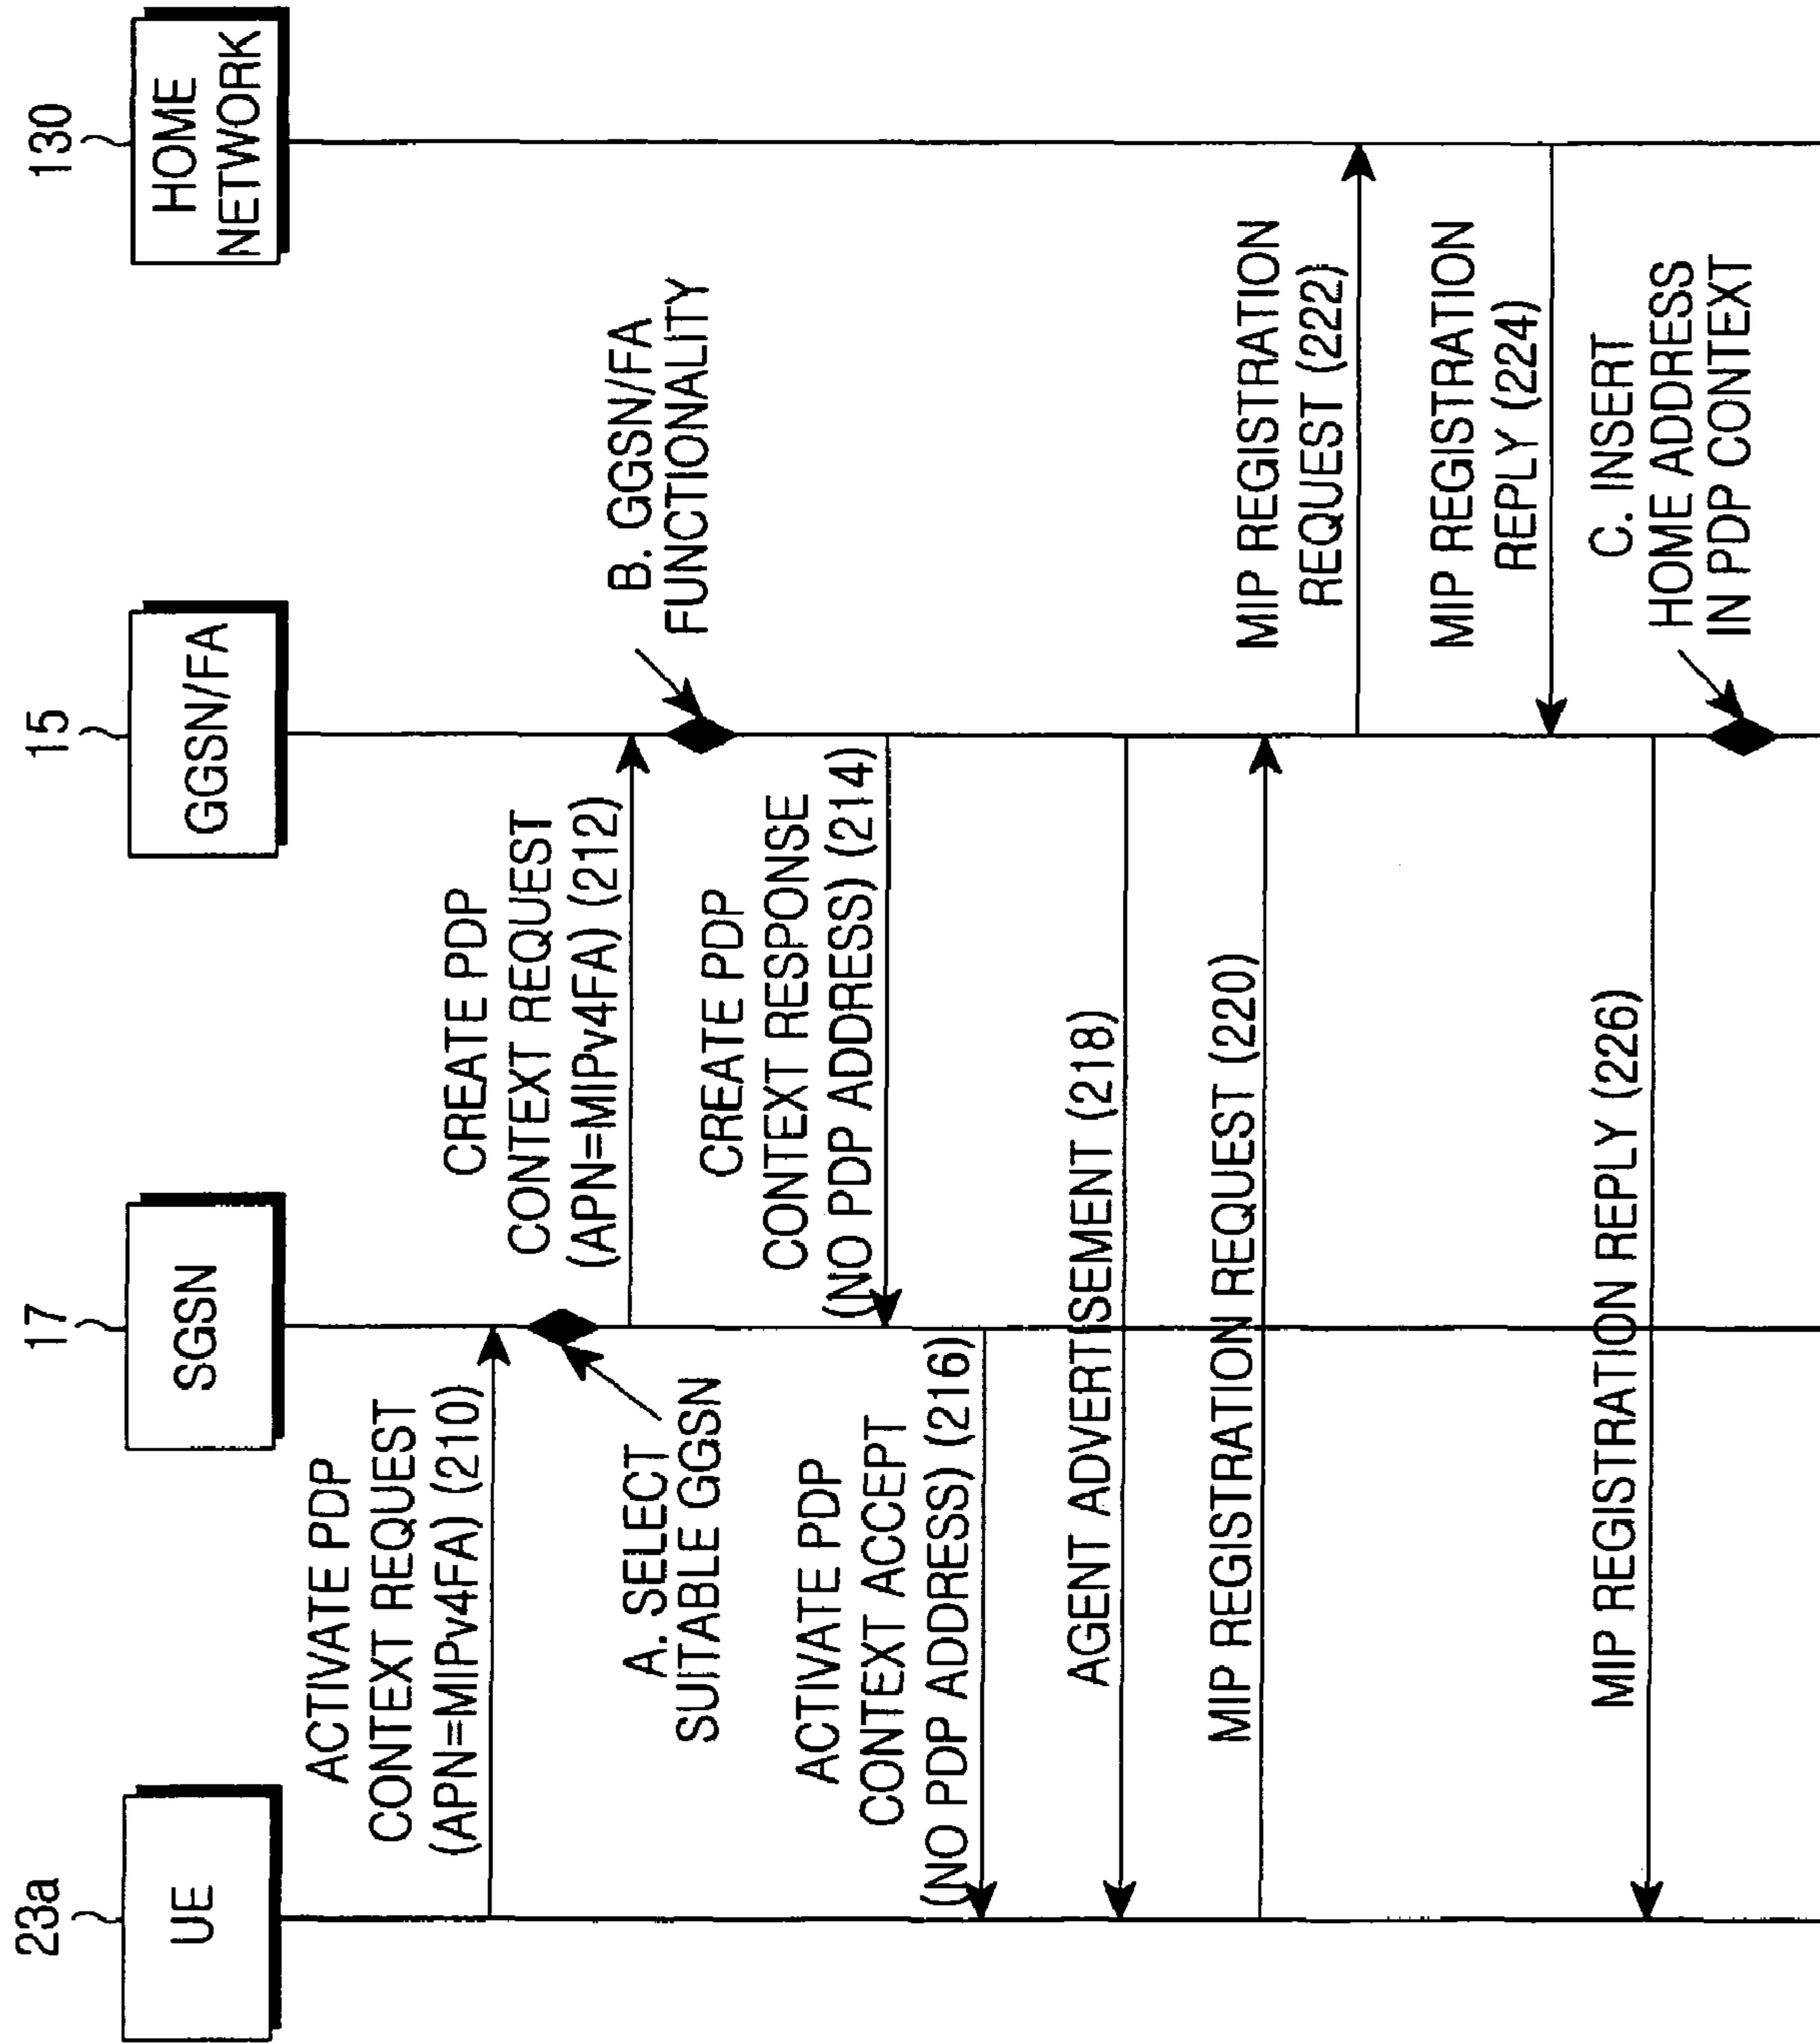 23a
UE
17
SGSN
15
GGSN/FA
130
HOME
NETWORK
ACTIVATE PDP
CONTEXT REQUEST
(APN=MIPv4FA) (210)
A. SELECT
SUITABLE GGSN
CREATE PDP
CONTEXT REQUEST
(APN=MIPv4FA) (212)
B. GGSN/FA
FUNCTIONALITY
CREATE PDP
CONTEXT RESPONSE
(NO PDP ADDRESS) (214)
ACTIVATE PDP
CONTEXT ACCEPT
(NO PDP ADDRESS) (216)
AGENT ADVERTISEMENT (218)
MIP REGISTRATION REQUEST (220)
MIP REGISTRATION
REQUEST (222)
MIP REGISTRATION
REPLY (224)
MIP REGISTRATION REPLY (226)
C. INSERT
HOME ADDRESS
IN PDP CONTEXT